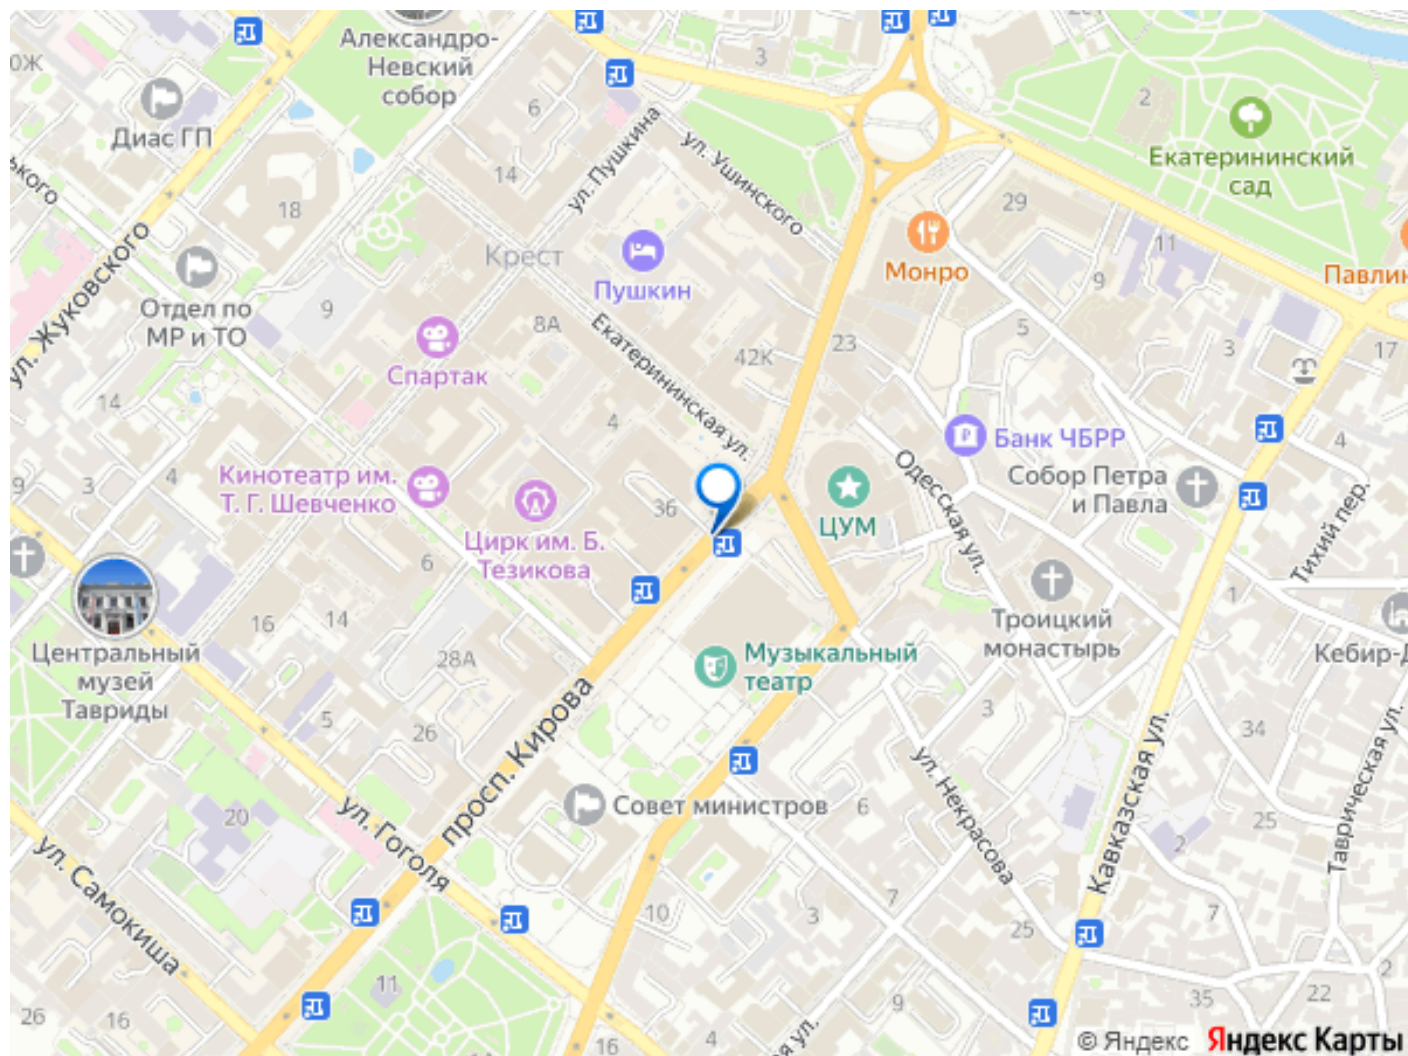 Александро-
Невский
собор
3
2
0Ж
6
Диас ГП
ул. Пушкина
ул. Ушинского
Екатерининский
сад
14
18
29
Крест
Монро
11
9
Павлин
Пушкин
ул. Жуковского
Отдел по
МР и ТО
9
8А
Екатерининская ул.
5
23
42К
3
17
Спартак
14
4
Банк ЧБРР
4
Кинотеатр им.
Т. Г. Шевченко
4
3
9
36
ЦУМ
Одесская ул.
Собор Петра
и Павла
Тихий пер.
Цирк им. Б.
Тезикова
6
Троицкий
монастырь
1
Центральный
музей
Тавриды
16
14
28А
Музыкальный
театр
Кебир-Д
5
26
просп. Кирова
3
34
Таврическая ул.
ул. Некрасова
Кавказская ул.
20
ул. Гоголя
Совет министров
6
25
2
ул. Самокиша
10
3
7
7
25
11
2
26
16
16
4
ул.
9
35
22
© Яндекс Яндекс Карты